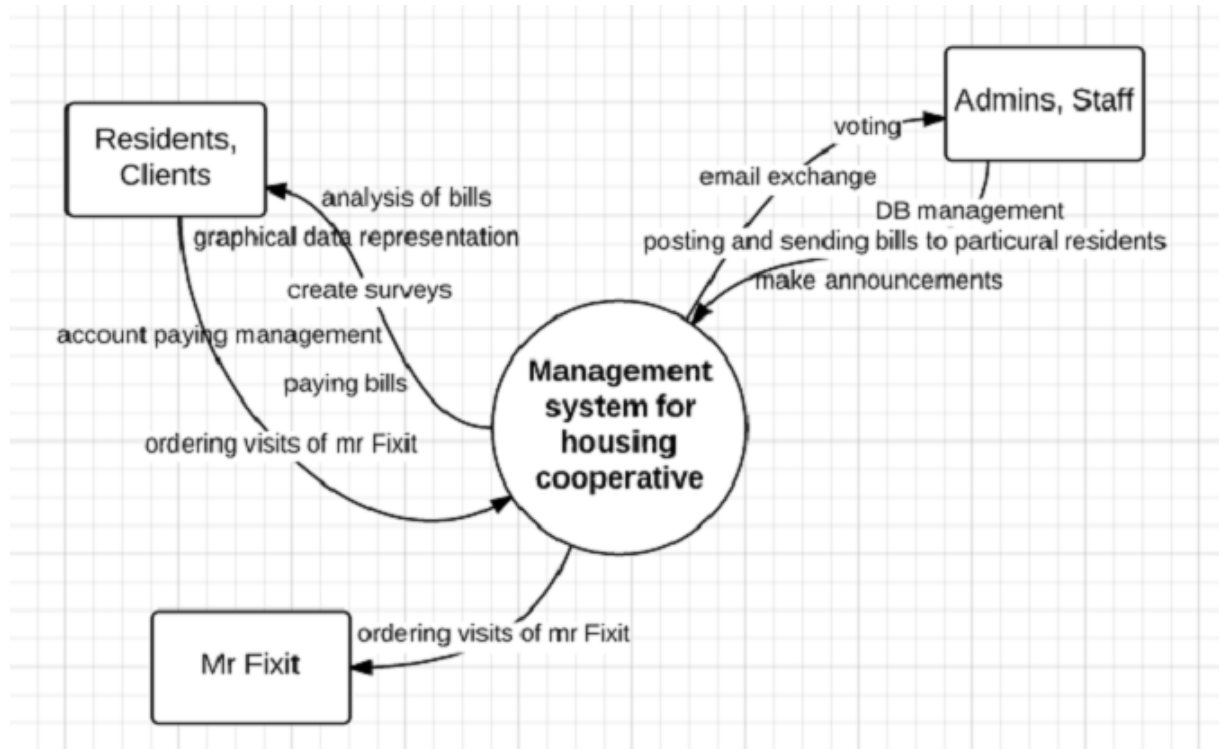 Admins, Staff
Residents,
Clients
voting
email exchange
analysis of bills
DB management
graphical data representation
posting and sending bills to particural residents
make announcements
create surveys
account paying management
paying bills
Management
system for
housing
cooperative
ordering visits of mr Fixit
ordering visits of mr Fixit
Mr Fixit